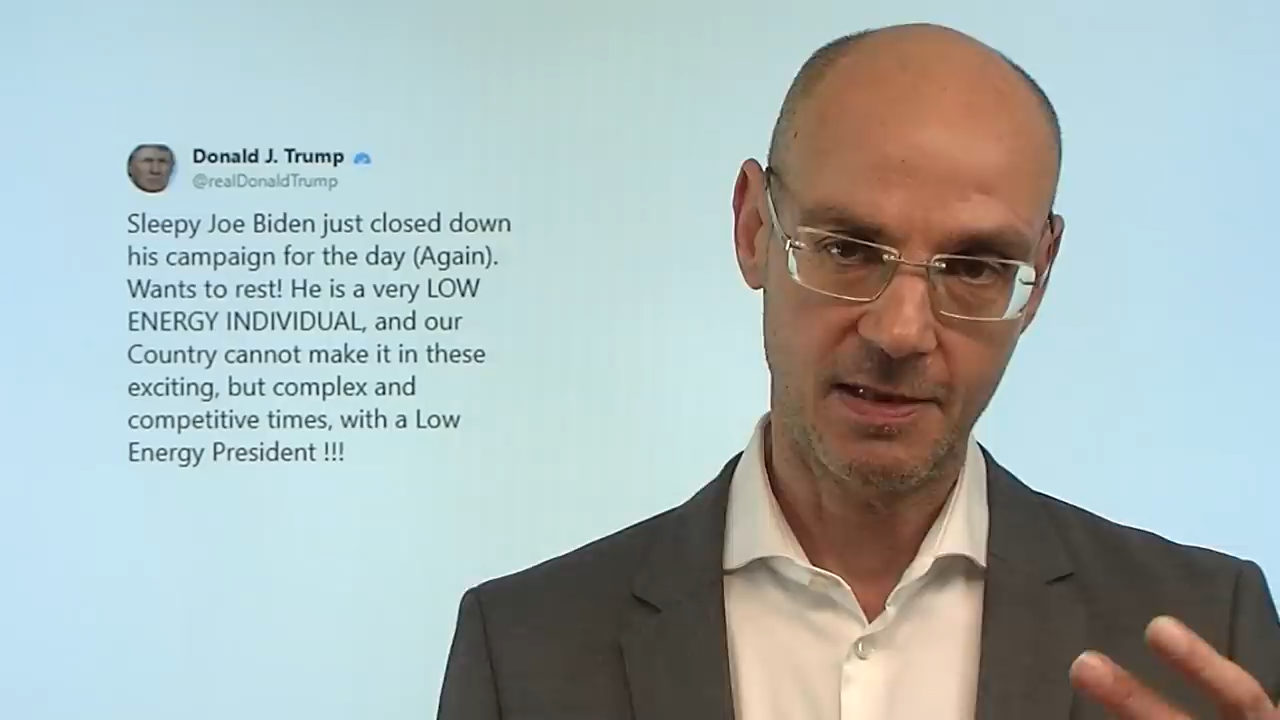 Donald J. Trump
@realDonaldTrump
Sleepy Joe Biden just closed down
his campaign for the day (Again).
Wants to rest! He is a very LOW
ENERGY INDIVIDUAL, and our
Country cannot make it in these
exciting, but complex and
competitive times, with a Low
Energy President !!!